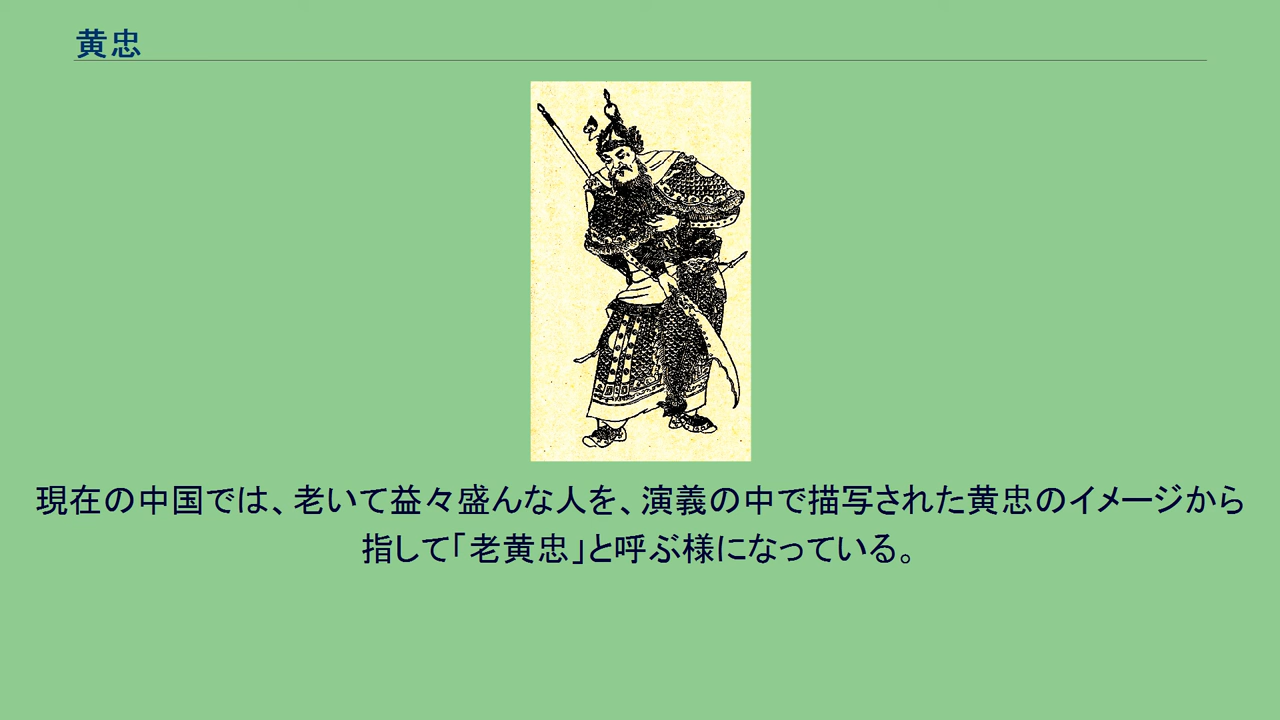 黄忠
現在の中国では、老いて益々盛んな人を、演義の中で描写された黄忠のイメージから
指して「老黄忠」と呼ぶ様になっている。